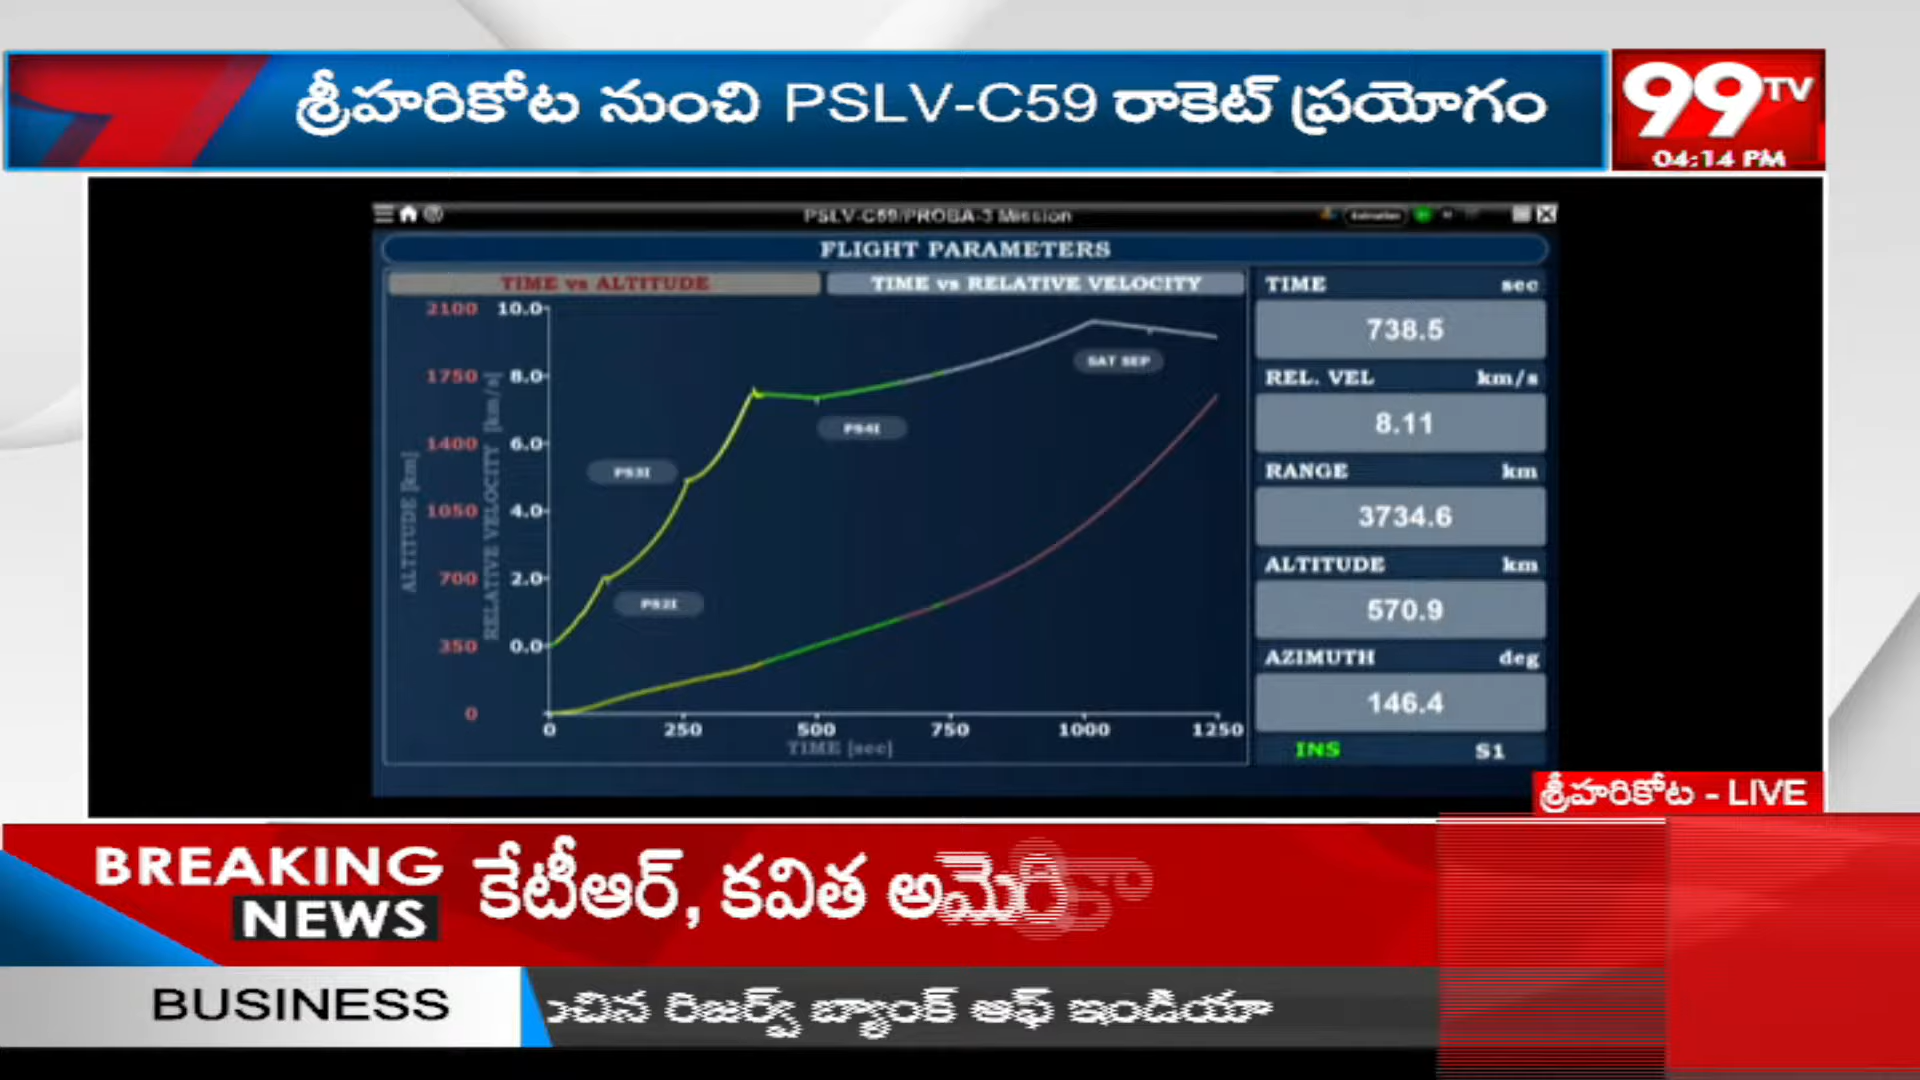 శ్రీహరికోట నుంచి PSLV-C59 రాకెట్ ప్రయోగం
99TV
04:14 PM
PSLV-C59/PROBA-3 Mission
FLIGHT PARAMETERS
TIME vs ALTITUDE
TIME vs RELATIVE VELOCITY
ALTITUDE [km]
2100
1750
1400
1050
700
350
0
RELATIVE VELOCITY [km/s]
10.0
8.0
6.0
4.0
2.0
0.0
SAT SEP
PS4I
PS3I
PS2I
0 250 500 750 1000 1250
TIME [sec]
TIME sec
738.5
REL. VEL km/s
8.11
RANGE km
3734.6
ALTITUDE km
570.9
AZIMUTH deg
146.4
INS S1
శ్రీహరికోట - LIVE
BREAKING NEWS
కేటీఆర్, కవిత
BUSINESS
రిజర్వ్ బ్యాంక్ ఆఫ్ ఇండియా